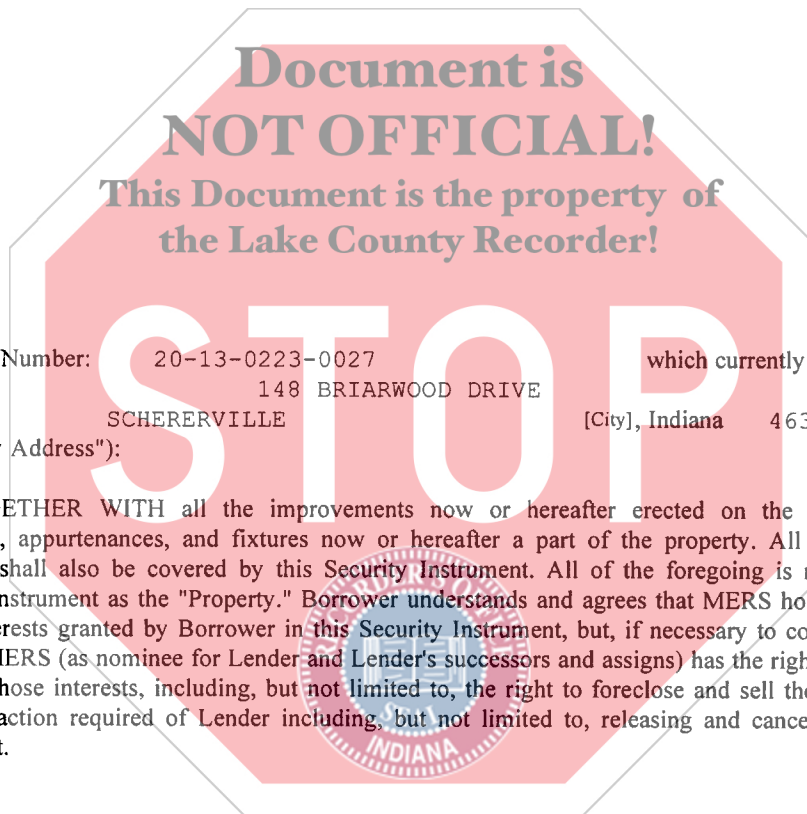 Document is
NOT OFFICIAL!
This Document is the property of
the Lake County Recorder!
STOP
Number: 20-13-0223-0027 which currently
148 BRIARWOOD DRIVE
SCHERERVILLE [City], Indiana 463
Address"):
ETHER WITH all the improvements now or hereafter erected on the
, appurtenances, and fixtures now or hereafter a part of the property. All
shall also be covered by this Security Instrument. All of the foregoing is
nstrument as the "Property." Borrower understands and agrees that MERS ho
erests granted by Borrower in this Security Instrument, but, if necessary to co
MERS (as nominee for Lender and Lender's successors and assigns) has the righ
hose interests, including, but not limited to, the right to foreclose and sell the
action required of Lender including, but not limited to, releasing and cance
t.
RECORDER'S OF
SEAL
INDIANA